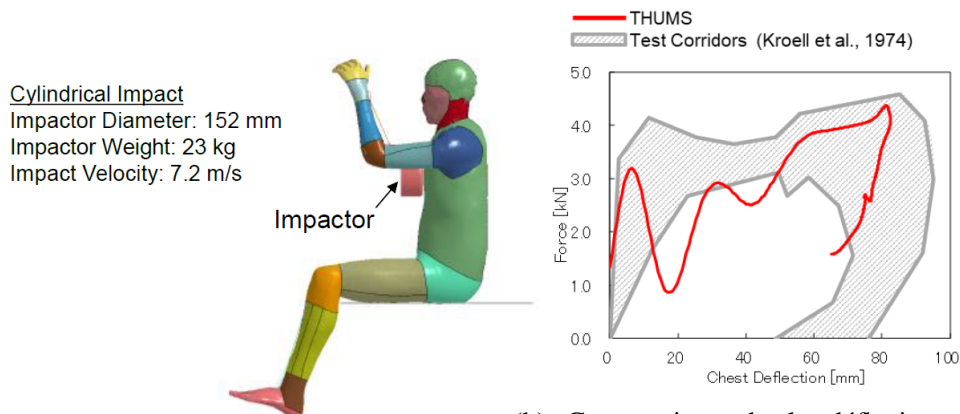 THUMS
Test Corridors (Kroell et al., 1974)
Cylindrical Impact
Impactor Diameter: 152 mm
Impactor Weight: 23 kg
Impact Velocity: 7.2 m/s
Impactor
5.0
4.0
3.0
2.0
1.0
0.0
Force [kN]
0 20 40 60 80 100
Chest Deflection [mm]